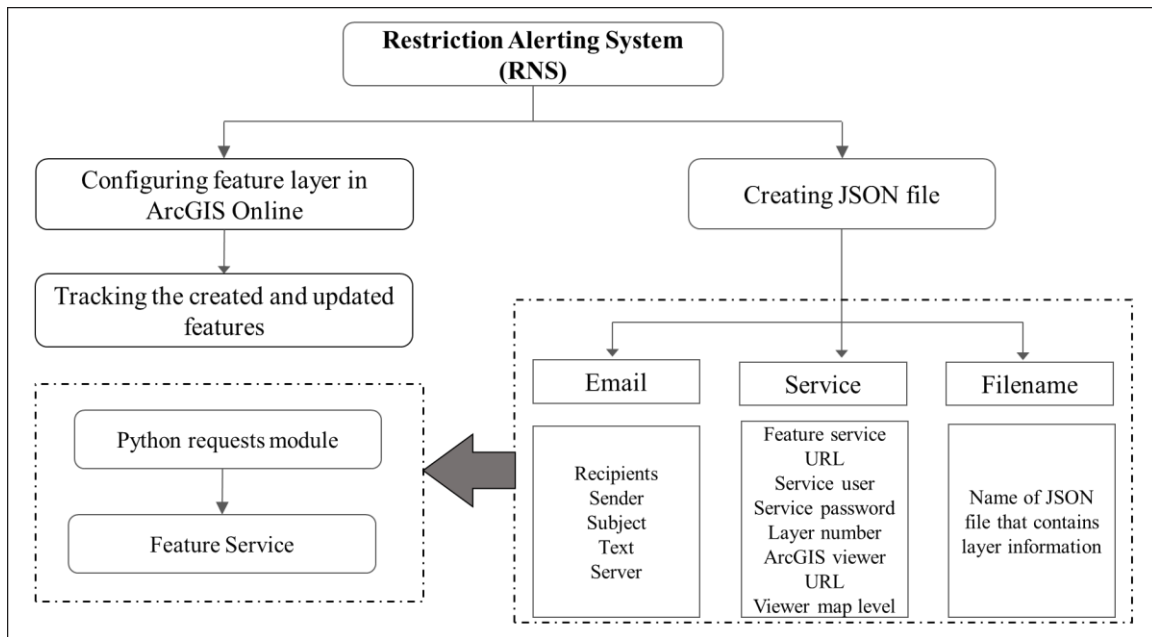 Restriction Alerting System
(RNS)
Configuring feature layer in
ArcGIS Online
Tracking the created and updated
features
Creating JSON file
Python requests module
Feature Service
Email
Recipients
Sender
Subject
Text
Server
Service
Feature service
URL
Service user
Service password
Layer number
ArcGIS viewer
URL
Viewer map level
Filename
Name of JSON
file that contains
layer information